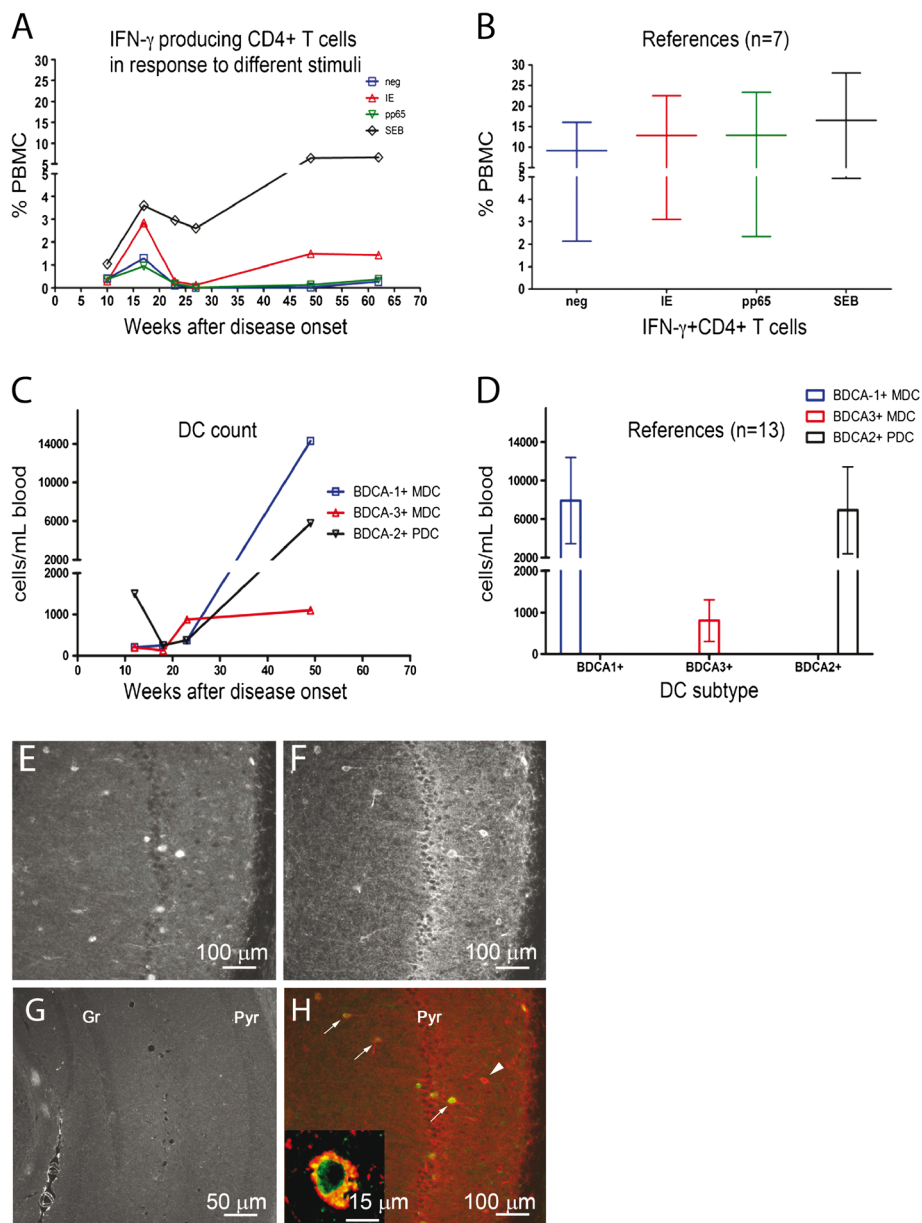 A
IFN-γ producing CD4+ T cells
in response to different stimuli
neg
IE
pp65
SEB
% PBMC
30
25
20
15
10
5
5
4
3
2
1
0
0 5 10 15 20 25 30 35 40 45 50 55 60 65 70
Weeks after disease onset
B
References (n=7)
% PBMC
30
25
20
15
10
5
5
4
3
2
1
0
neg IE pp65 SEB
IFN-γ+CD4+ T cells
C
DC count
BDCA-1+ MDC
BDCA-3+ MDC
BDCA-2+ PDC
cells/mL blood
14000
10000
6000
2000
2000
1000
0
0 10 20 30 40 50 60 70
Weeks after disease onset
D
References (n=13)
BDCA-1+ MDC
BDCA3+ MDC
BDCA2+ PDC
cells/mL blood
14000
10000
6000
2000
2000
1000
0
BDCA1+ BDCA3+ BDCA2+
DC subtype
E
100 μm
F
100 μm
G
Gr Pyr
50 μm
H
Pyr
15 μm
100 μm